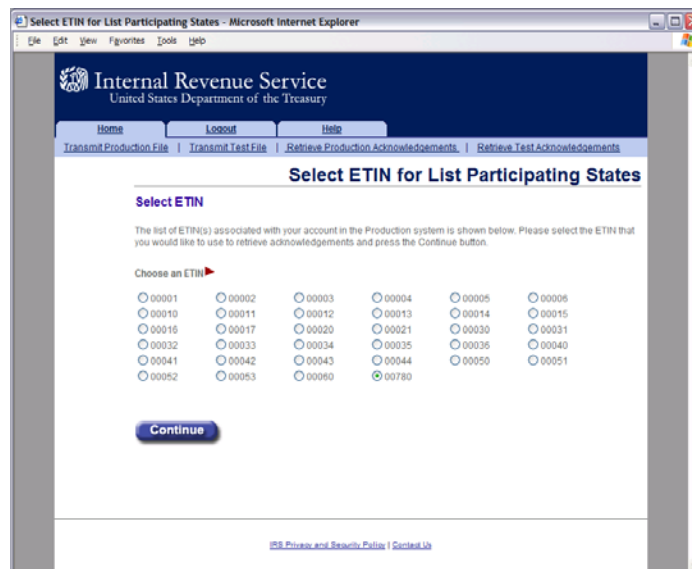 Select ETIN for List Participating States - Microsoft Internet Explorer
File Edit View Favorites Tools Help
Internal Revenue Service
United States Department of the Treasury
Home Logout Help
Transmit Production File | Transmit Test File | Retrieve Production Acknowledgements | Retrieve Test Acknowledgements
Select ETIN for List Participating States
Select ETIN
The list of ETIN(s) associated with your account in the Production system is shown below. Please select the ETIN that
you would like to use to retrieve acknowledgements and press the Continue button.
Choose an ETIN
00001 00002 00003 00004 00005 00006
00010 00011 00012 00013 00014 00015
00016 00017 00020 00021 00030 00031
00032 00033 00034 00035 00036 00040
00041 00042 00043 00044 00050 00051
00052 00053 00060 00780
Continue
IRS Privacy and Security Policy | Contact Us